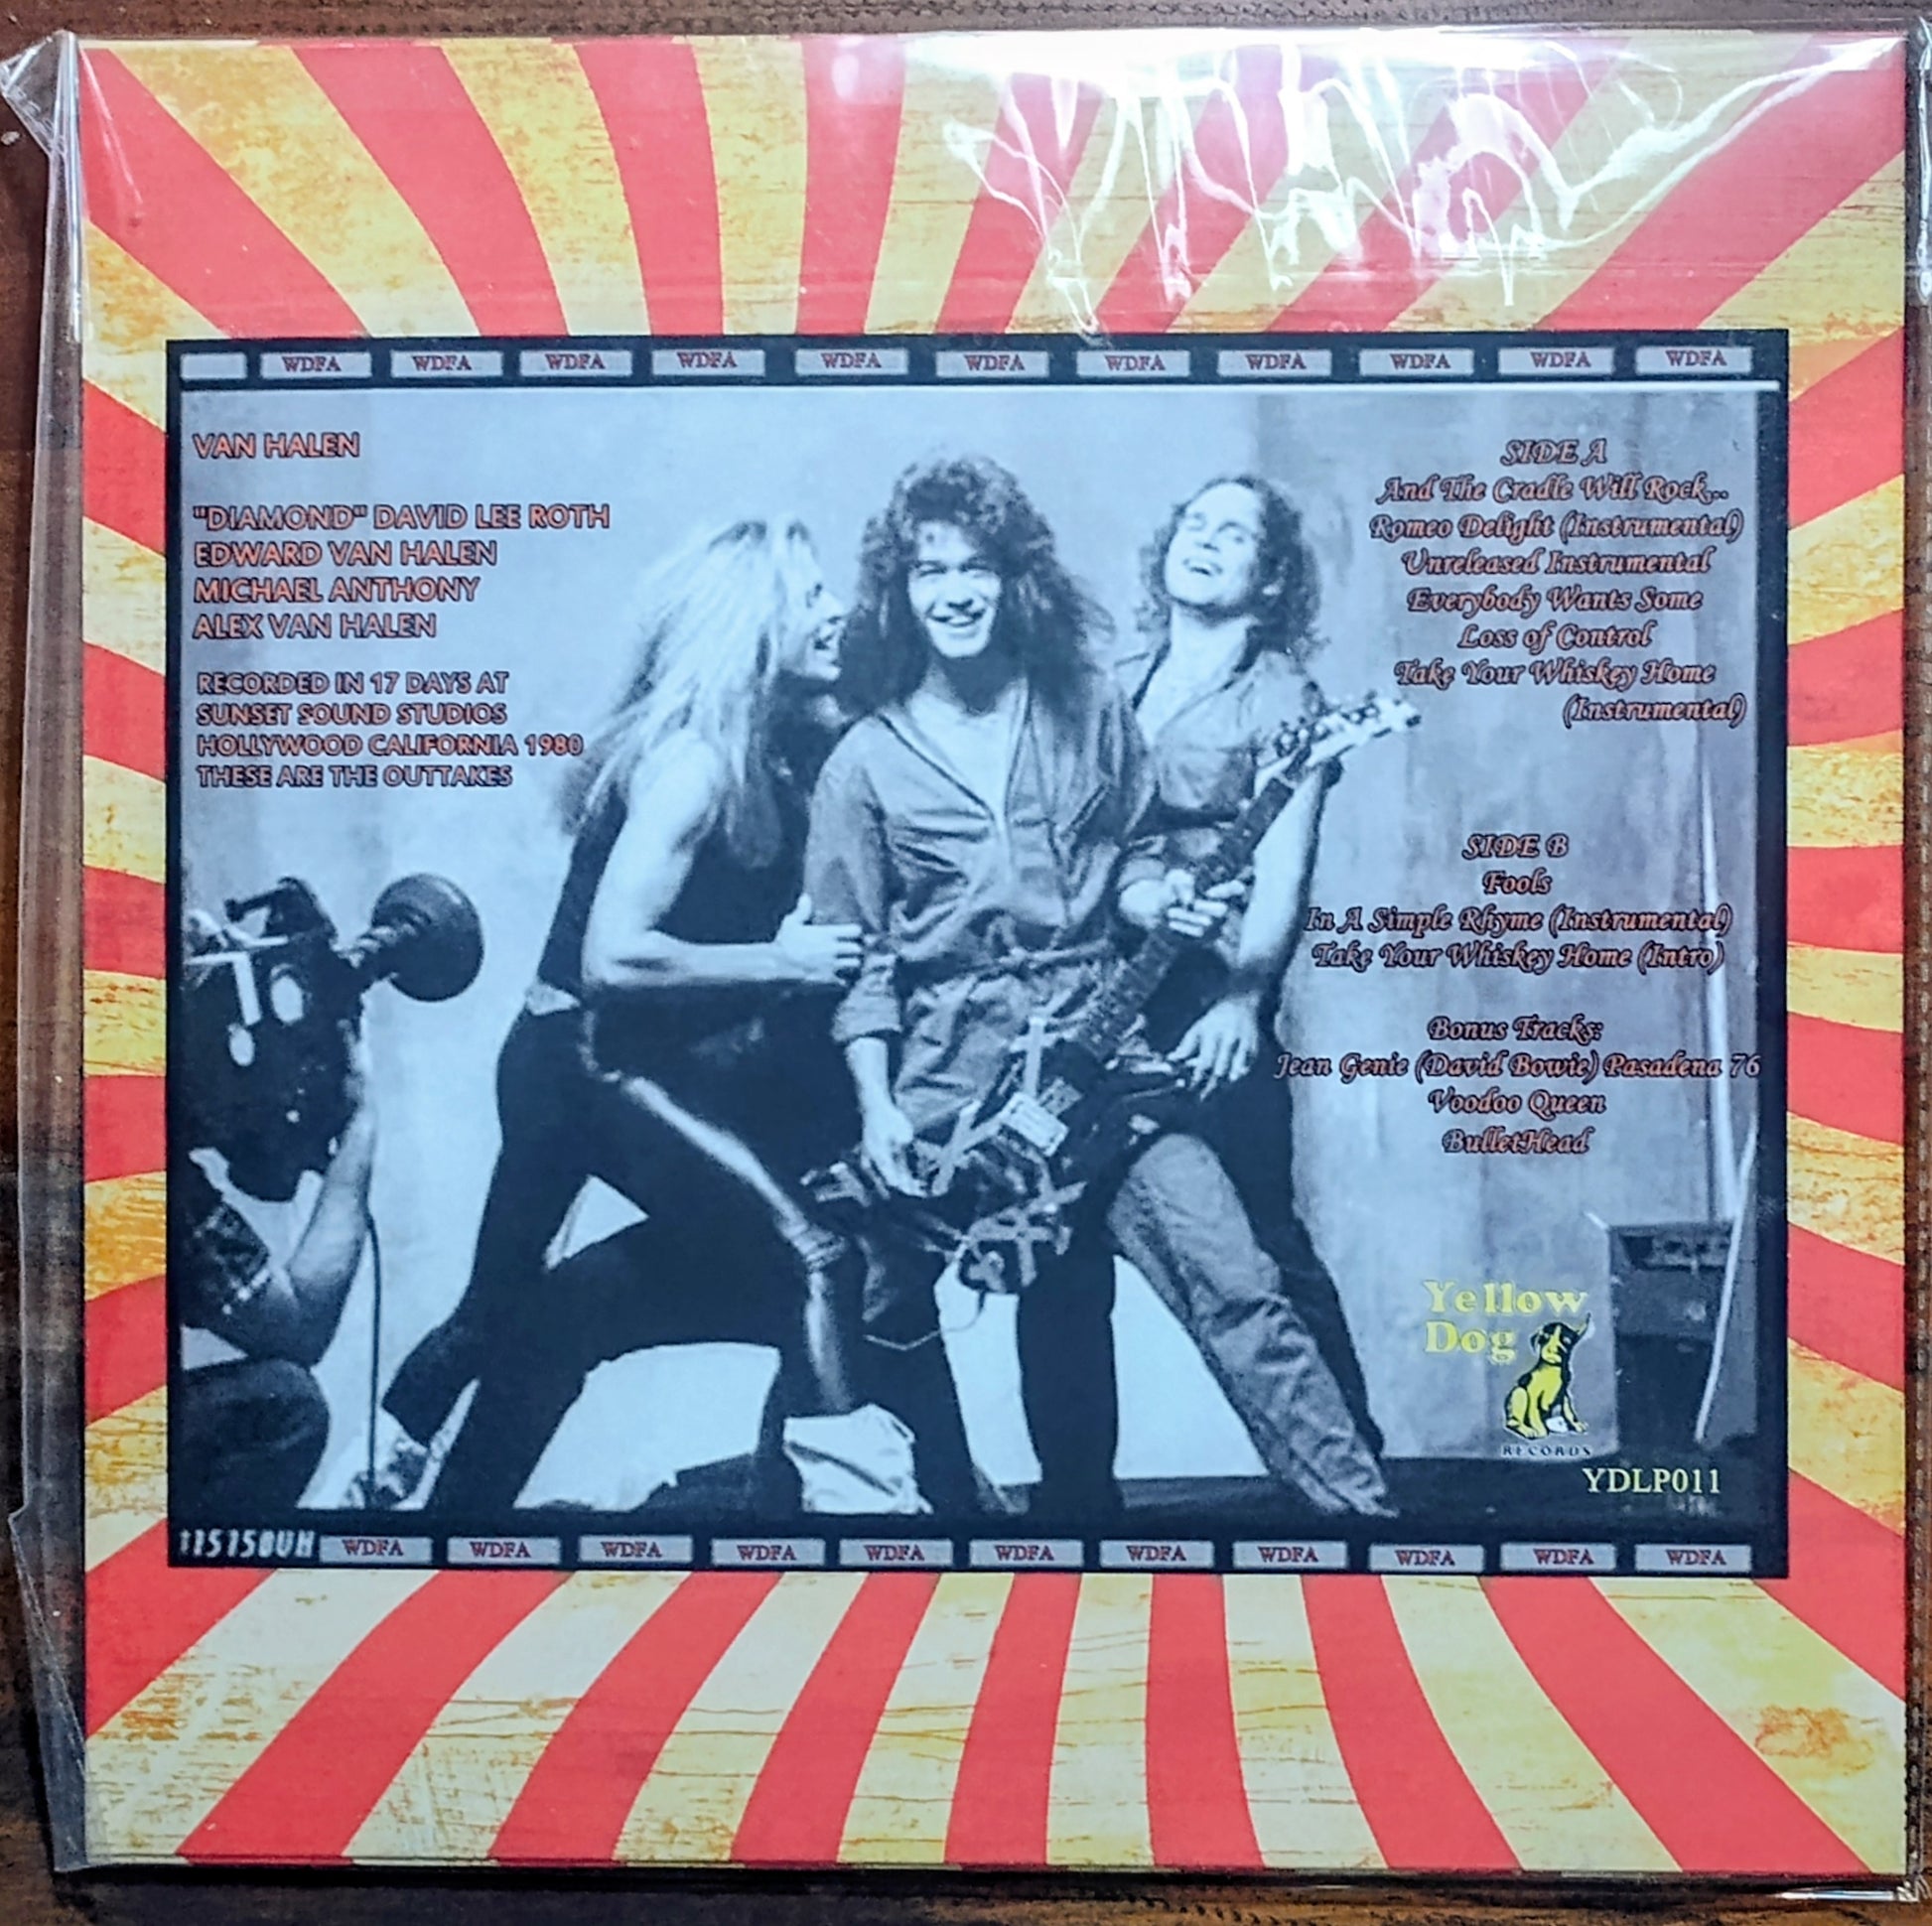 WDFA WDFA WDFA WDFA WDFA WDFA WDFA WDFA WDFA WDFA WDFA
VAN HALEN
"DIAMOND" DAVID LEE ROTH
EDWARD VAN HALEN
MICHAEL ANTHONY
ALEX VAN HALEN
RECORDED IN 17 DAYS AT
SUNSET SOUND STUDIOS
HOLLYWOOD CALIFORNIA 1980
THESE ARE THE OUTTAKES
SIDE A
And The Cradle Will Rock...
Romeo Delight (Instrumental)
Unreleased Instrumental
Everybody Wants Some
Loss of Control
Take Your Whiskey Home
(Instrumental)
SIDE B
Fools
In A Simple Rhyme (Instrumental)
Take Your Whiskey Home (Intro)
Bonus Tracks:
Jean Genie (David Bowie) Pasadena 76
Voodoo Queen
BulletHead
Yellow
Dog
RECORDS
YDLP011
WDFA WDFA WDFA WDFA WDFA WDFA WDFA WDFA WDFA WDFA WDFA